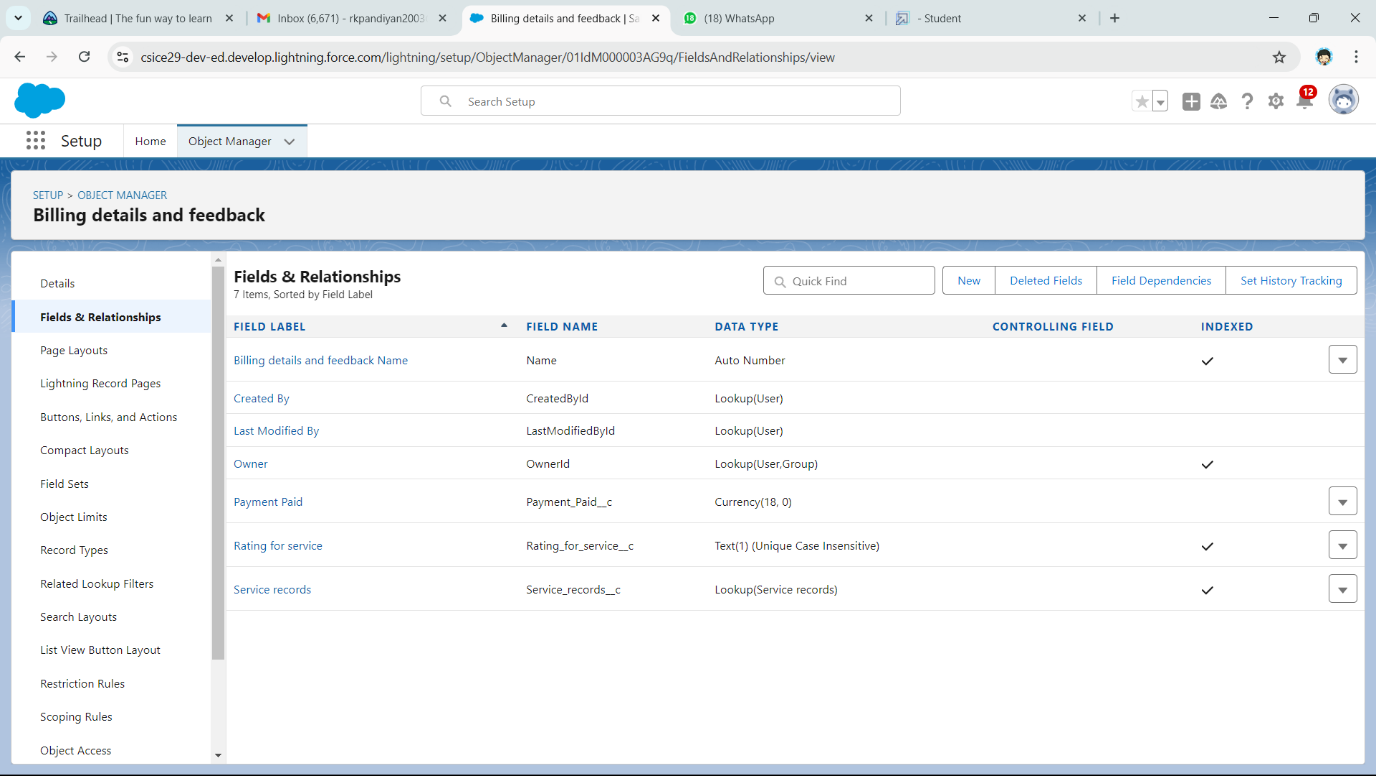 Trailhead | The fun way to learn
Inbox (6,671) - rkpandiyan2003
Billing details and feedback | Sa
18
(18) WhatsApp
- Student
csice29-dev-ed.develop.lightning.force.com/lightning/setup/ObjectManager/01IdM000003AG9q/FieldsAndRelationships/view
Search Setup
12
Setup
Home
Object Manager
SETUP > OBJECT MANAGER
Billing details and feedback
Details
Fields & Relationships
Page Layouts
Lightning Record Pages
Buttons, Links, and Actions
Compact Layouts
Field Sets
Object Limits
Record Types
Related Lookup Filters
Search Layouts
List View Button Layout
Restriction Rules
Scoping Rules
Object Access
Fields & Relationships
7 Items, Sorted by Field Label
Quick Find
New
Deleted Fields
Field Dependencies
Set History Tracking
FIELD LABEL FIELD NAME DATA TYPE CONTROLLING FIELD INDEXED
Billing details and feedback Name Name Auto Number
Created By CreatedById Lookup(User)
Last Modified By LastModifiedById Lookup(User)
Owner OwnerId Lookup(User,Group)
Payment Paid Payment_Paid__c Currency(18, 0)
Rating for service Rating_for_service__c Text(1) (Unique Case Insensitive)
Service records Service_records__c Lookup(Service records)